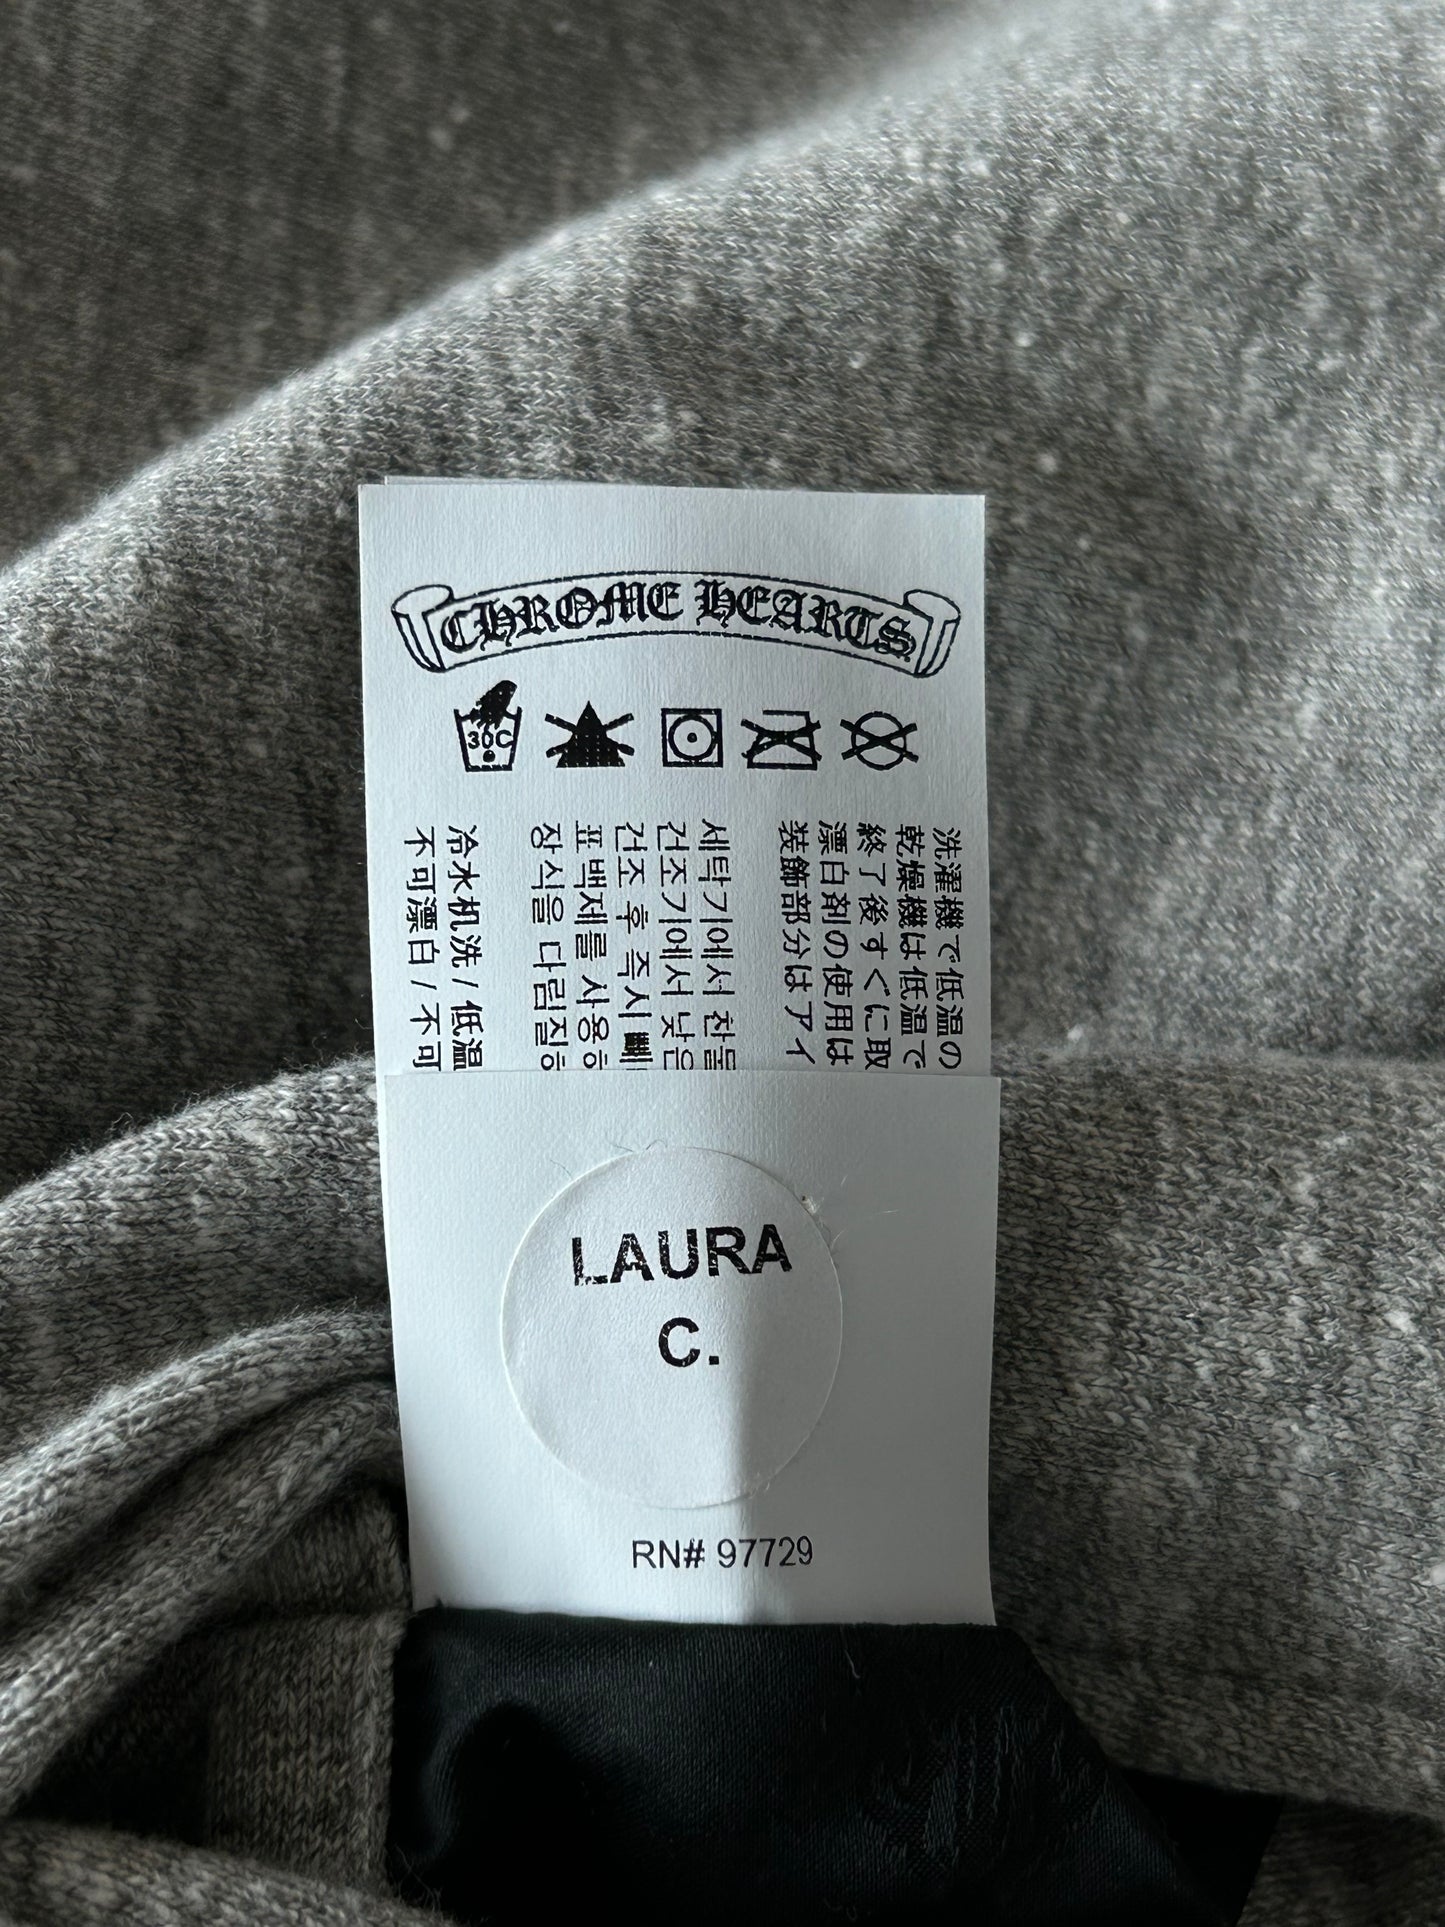 CHROME HEARTS
30C
洗濯機で低温の
乾燥機は低温で
終了後すぐに取
漂白剤の使用は
装飾部分はアイ
세탁기에서 찬물
건조기에서 낮은
건조 후 즉시 빼
표백제를 사용하
장식을 다림질하
冷水机洗 / 低温
不可漂白 / 不可
LAURA
C.
RN# 97729